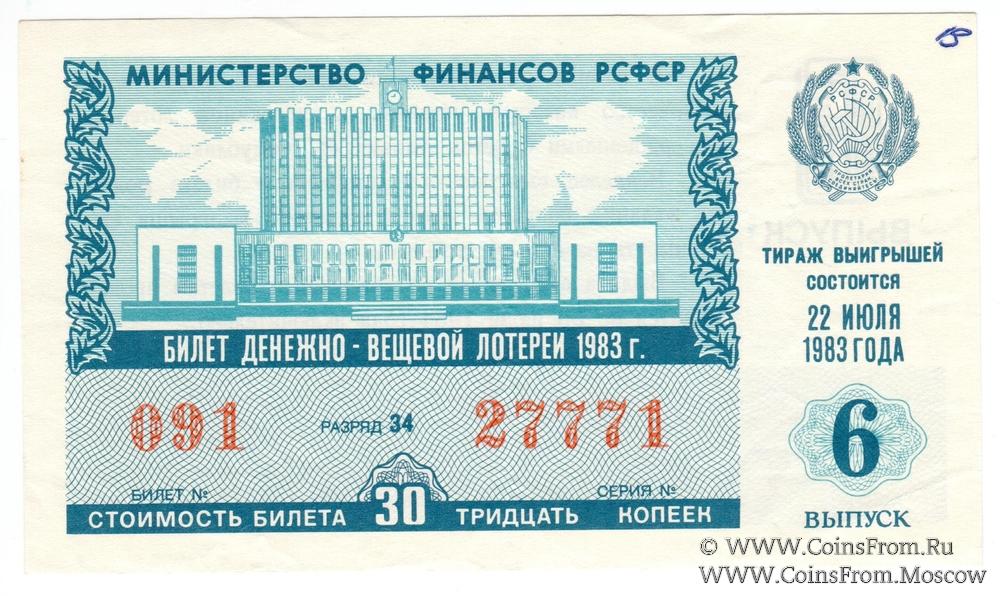 МИНИСТЕРСТВО ФИНАНСОВ РСФСР
РСФСР
ТИРАЖ ВЫИГРЫШЕЙ
СОСТОИТСЯ
22 ИЮЛЯ
1983 ГОДА
БИЛЕТ ДЕНЕЖНО - ВЕЩЕВОЙ ЛОТЕРЕИ 1983 г.
091 РАЗРЯД 34 27771
6
БИЛЕТ № СЕРИЯ №
СТОИМОСТЬ БИЛЕТА 30 ТРИДЦАТЬ КОПЕЕК
ВЫПУСК
© WWW.CoinsFrom.Ru
WWW.CoinsFrom.Moscow